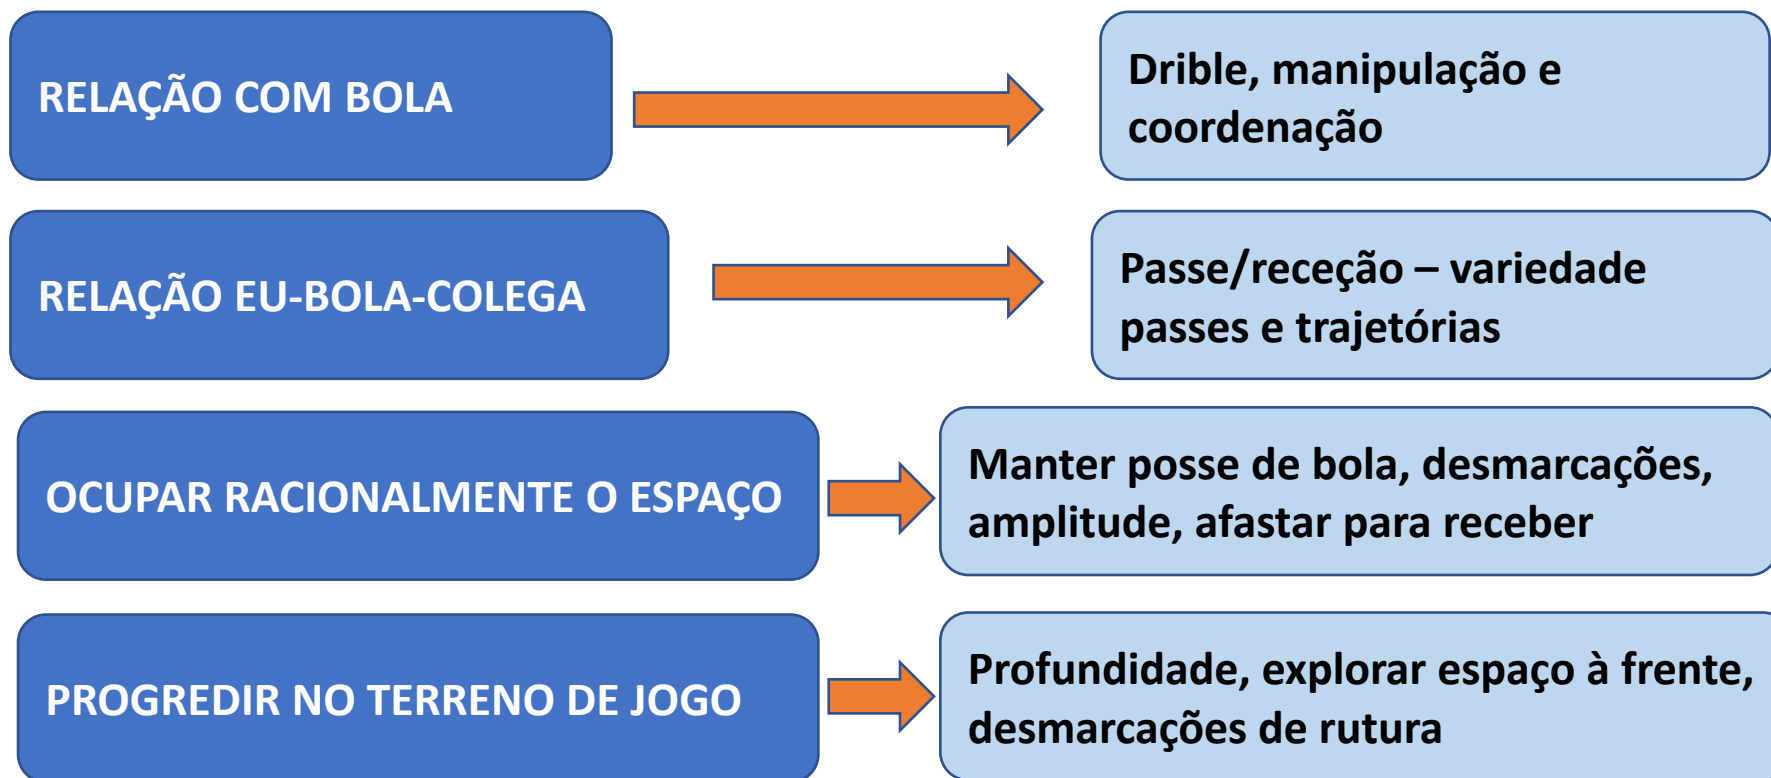 RELAÇÃO COM BOLA
Drible, manipulação e
coordenação
RELAÇÃO EU-BOLA-COLEGA
Passe/receção – variedade
passes e trajetórias
OCUPAR RACIONALMENTE O ESPAÇO
Manter posse de bola, desmarcações,
amplitude, afastar para receber
PROGREDIR NO TERRENO DE JOGO
Profundidade, explorar espaço à frente,
desmarcações de rutura